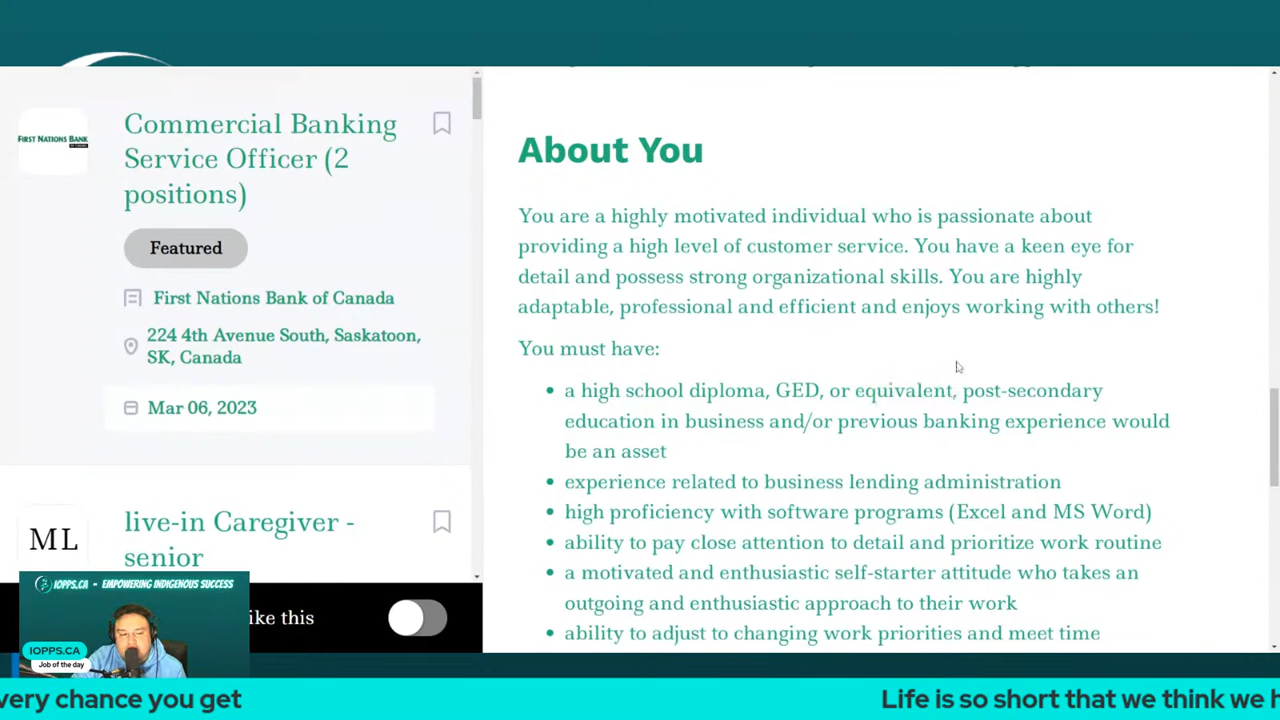 FIRST NATIONS BANK
Commercial Banking
Service Officer (2
positions)
Featured
First Nations Bank of Canada
224 4th Avenue South, Saskatoon,
SK, Canada
Mar 06, 2023
ML
live-in Caregiver -
senior
ike this
IOPPS.CA - EMPOWERING INDIGENOUS SUCCESS
IOPPS.CA
Job of the day
About You
You are a highly motivated individual who is passionate about
providing a high level of customer service. You have a keen eye for
detail and possess strong organizational skills. You are highly
adaptable, professional and efficient and enjoys working with others!
You must have:
• a high school diploma, GED, or equivalent, post-secondary
education in business and/or previous banking experience would
be an asset
• experience related to business lending administration
• high proficiency with software programs (Excel and MS Word)
• ability to pay close attention to detail and prioritize work routine
• a motivated and enthusiastic self-starter attitude who takes an
outgoing and enthusiastic approach to their work
• ability to adjust to changing work priorities and meet time
very chance you get
Life is so short that we think we h